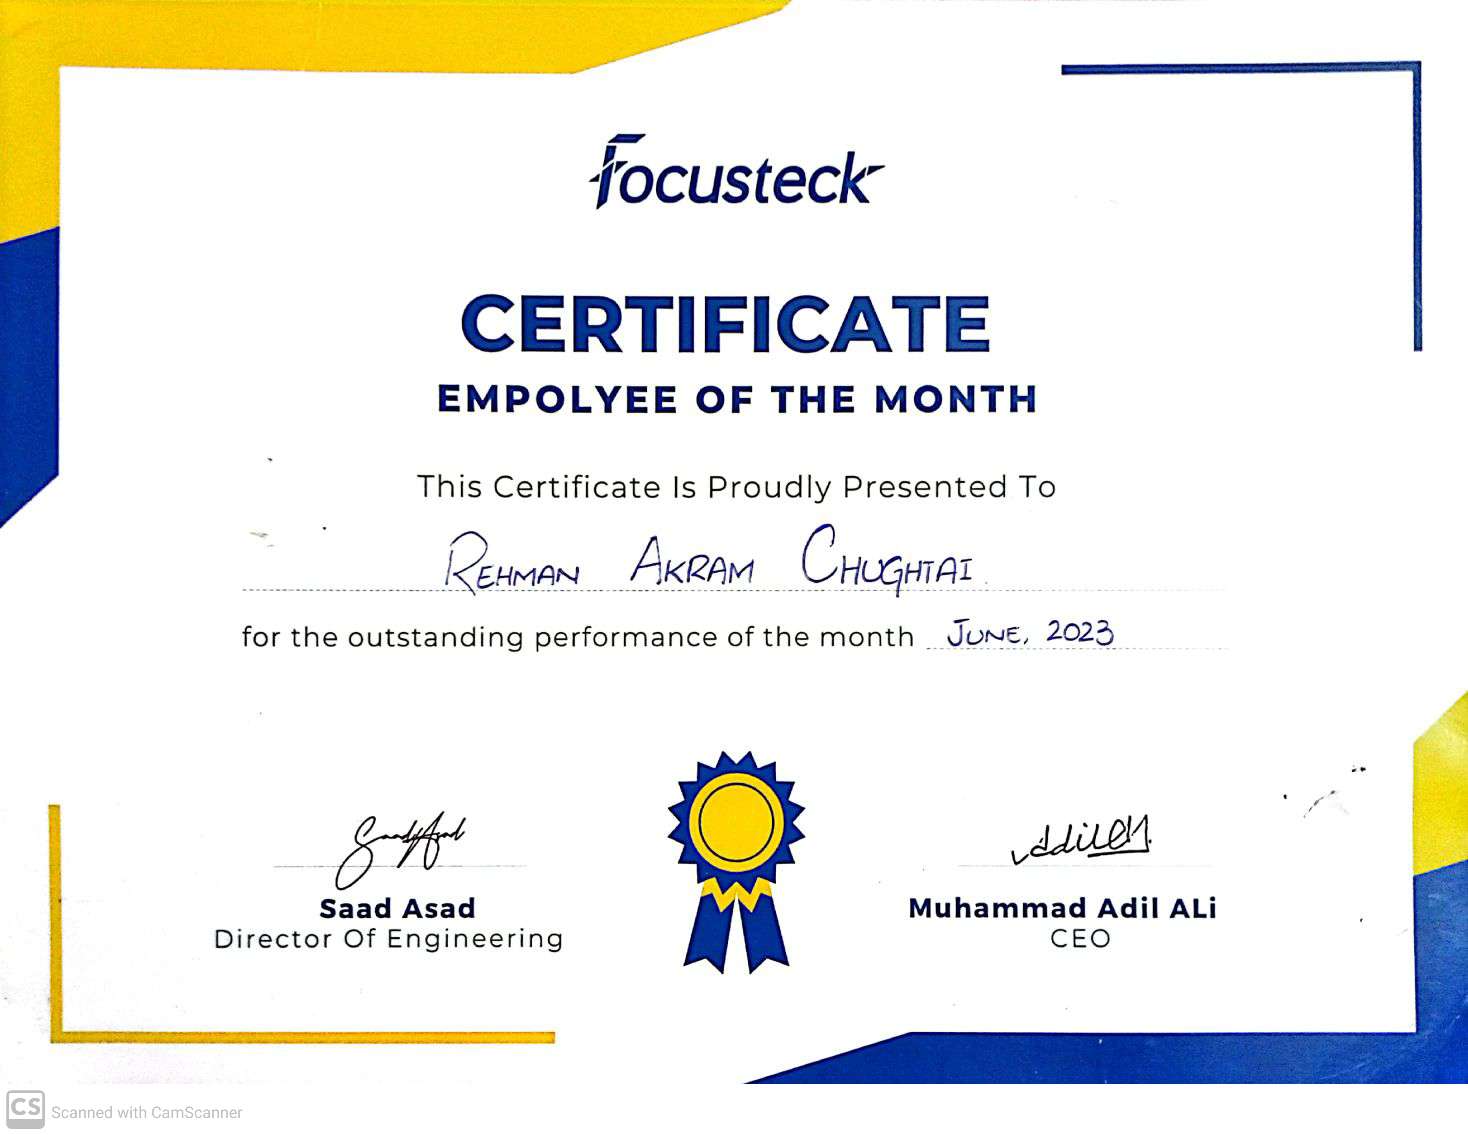 Focusteck
CERTIFICATE
EMPOLYEE OF THE MONTH
This Certificate Is Proudly Presented To
REHMAN AKRAM CHUGHTAI
for the outstanding performance of the month JUNE, 2023
Saad Asad
Saad Asad
Director Of Engineering
Muhammad Adil ALi
CEO
CS Scanned with CamScanner